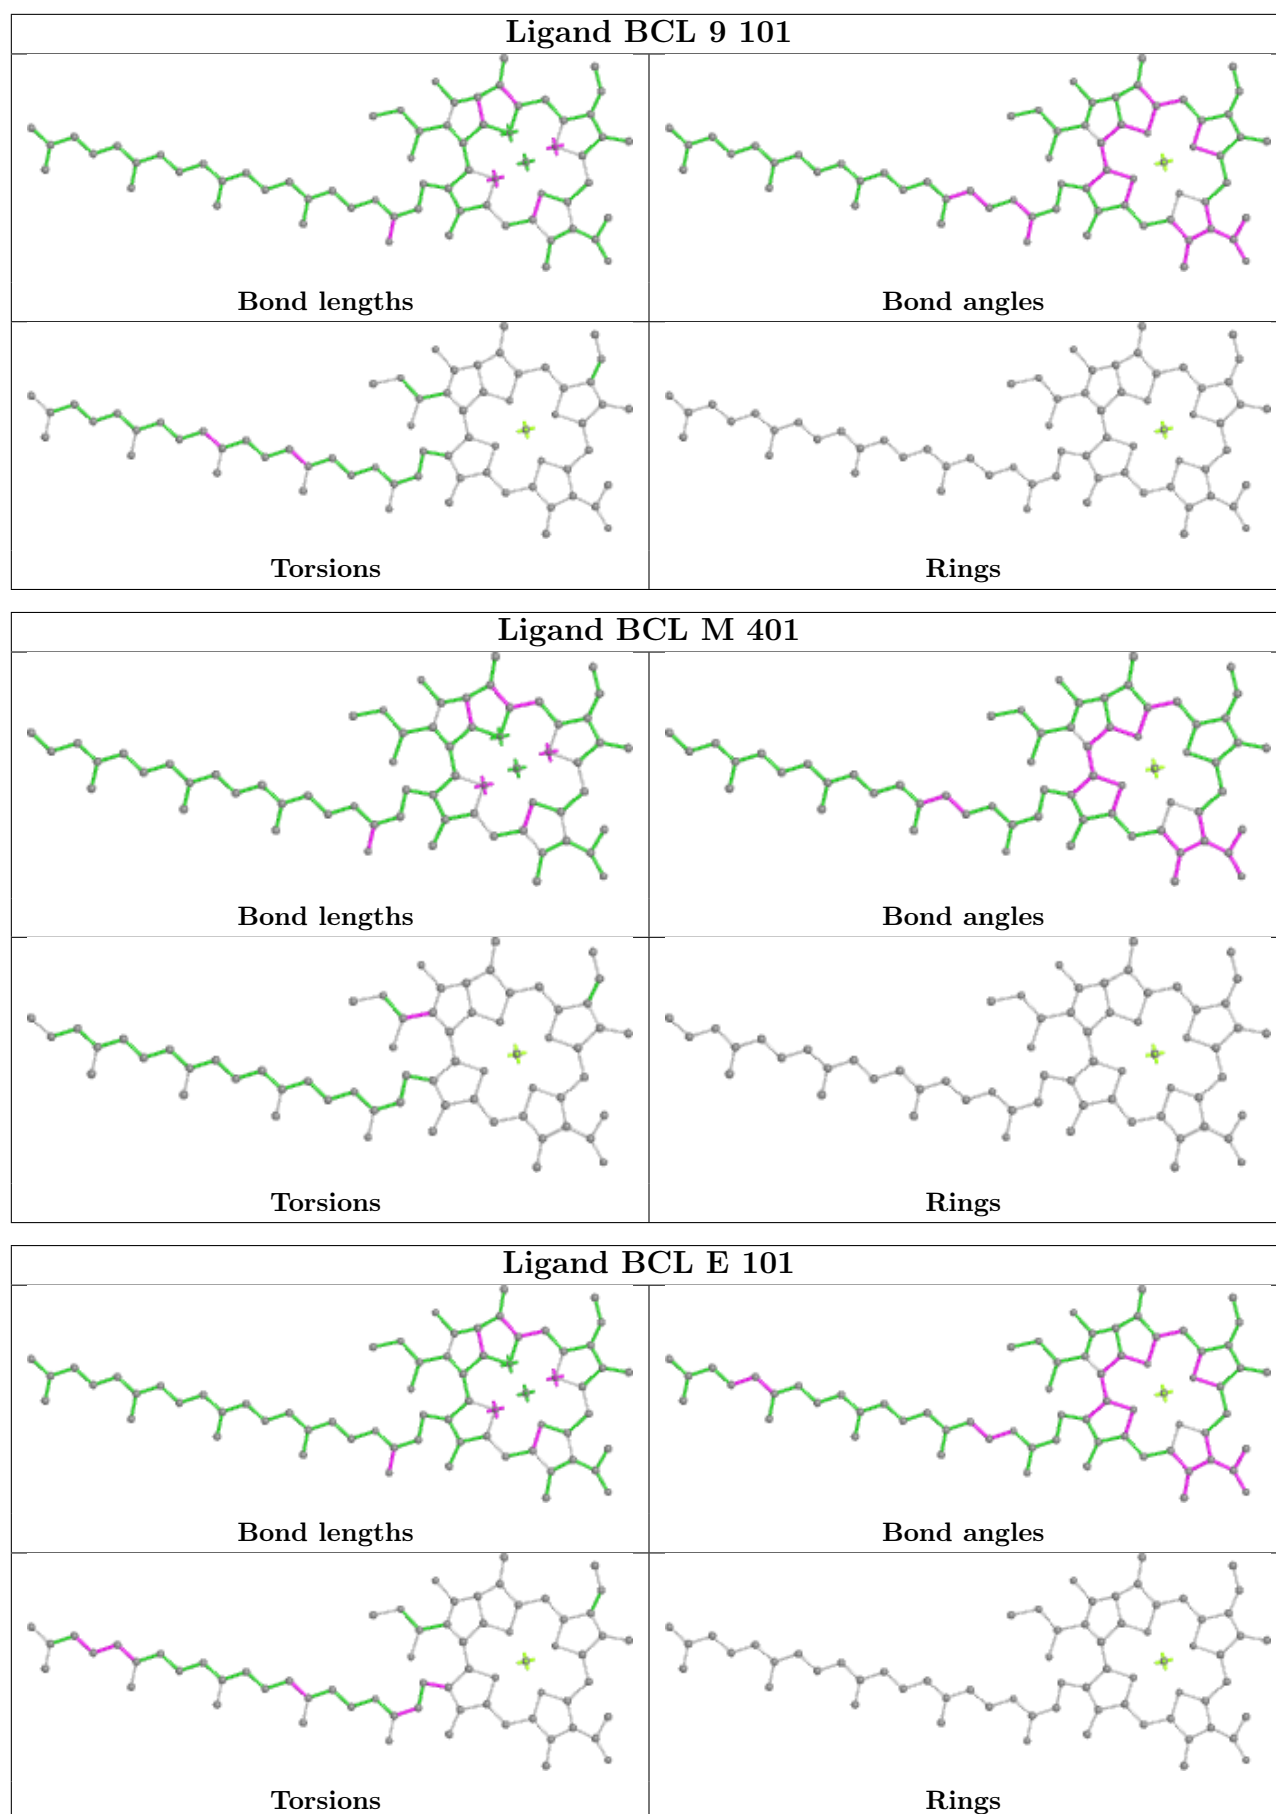 Ligand BCL 9 101
Bond lengths
Bond angles
Torsions
Rings
Ligand BCL M 401
Bond lengths
Bond angles
Torsions
Rings
Ligand BCL E 101
Bond lengths
Bond angles
Torsions
Rings